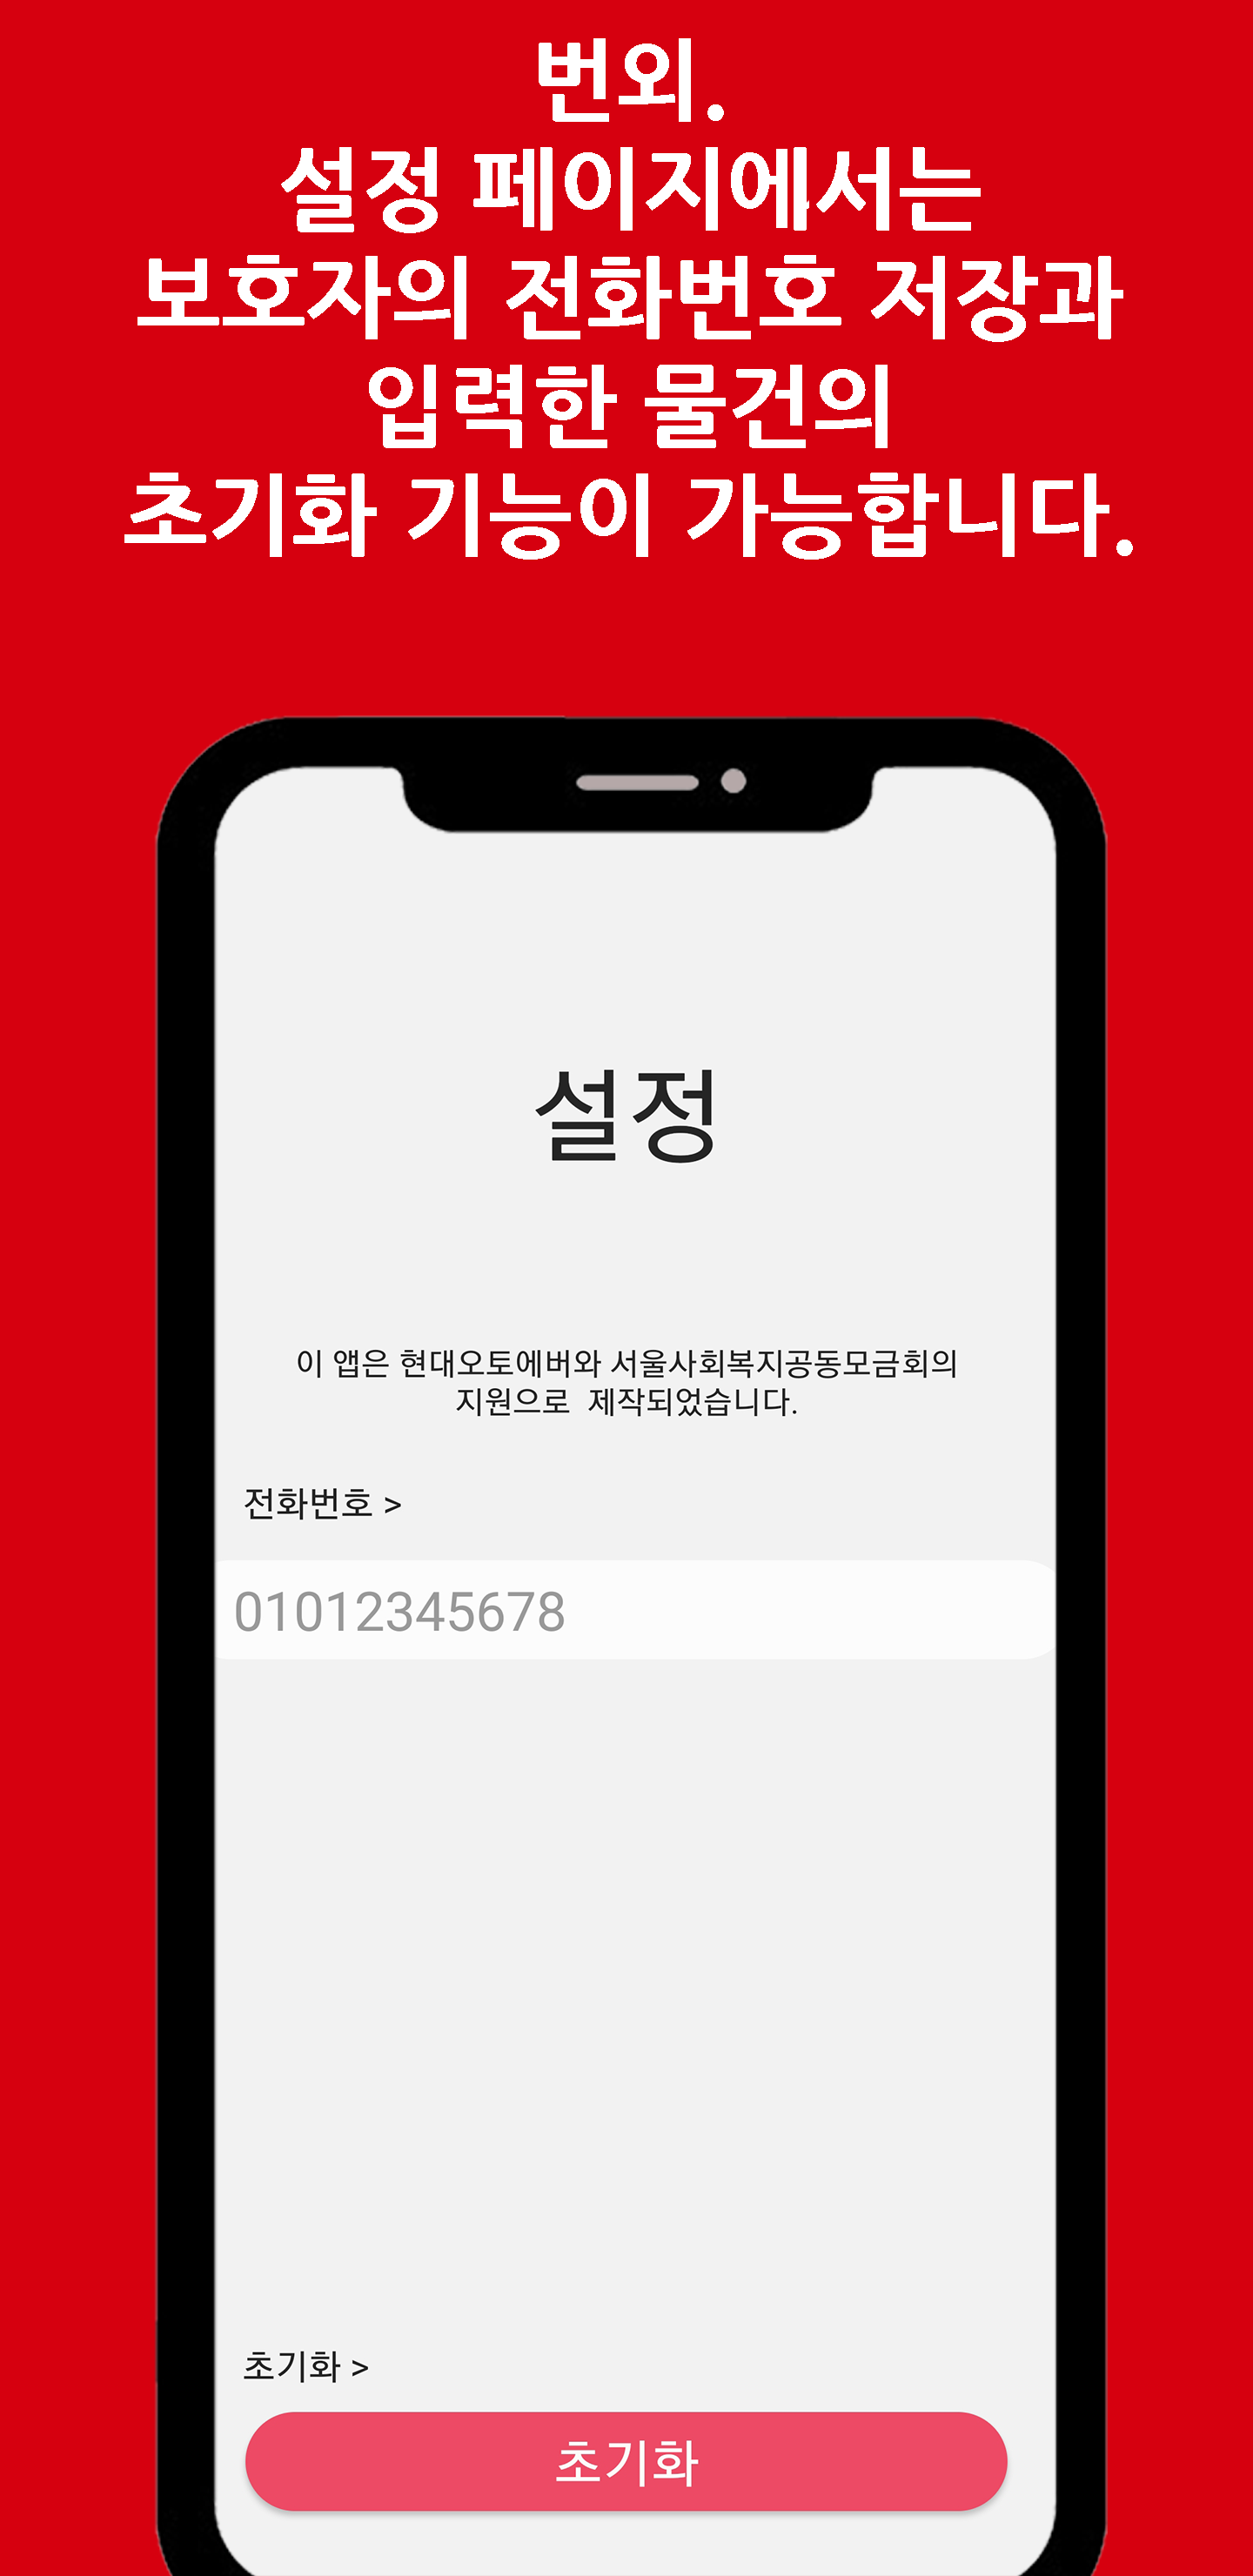 번외.
설정 페이지에서는
보호자의 전화번호 저장과
입력한 물건의
초기화 기능이 가능합니다.
설정
이 앱은 현대오토에버와 서울사회복지공동모금회의
지원으로 제작되었습니다.
전화번호 >
01012345678
초기화 >
초기화